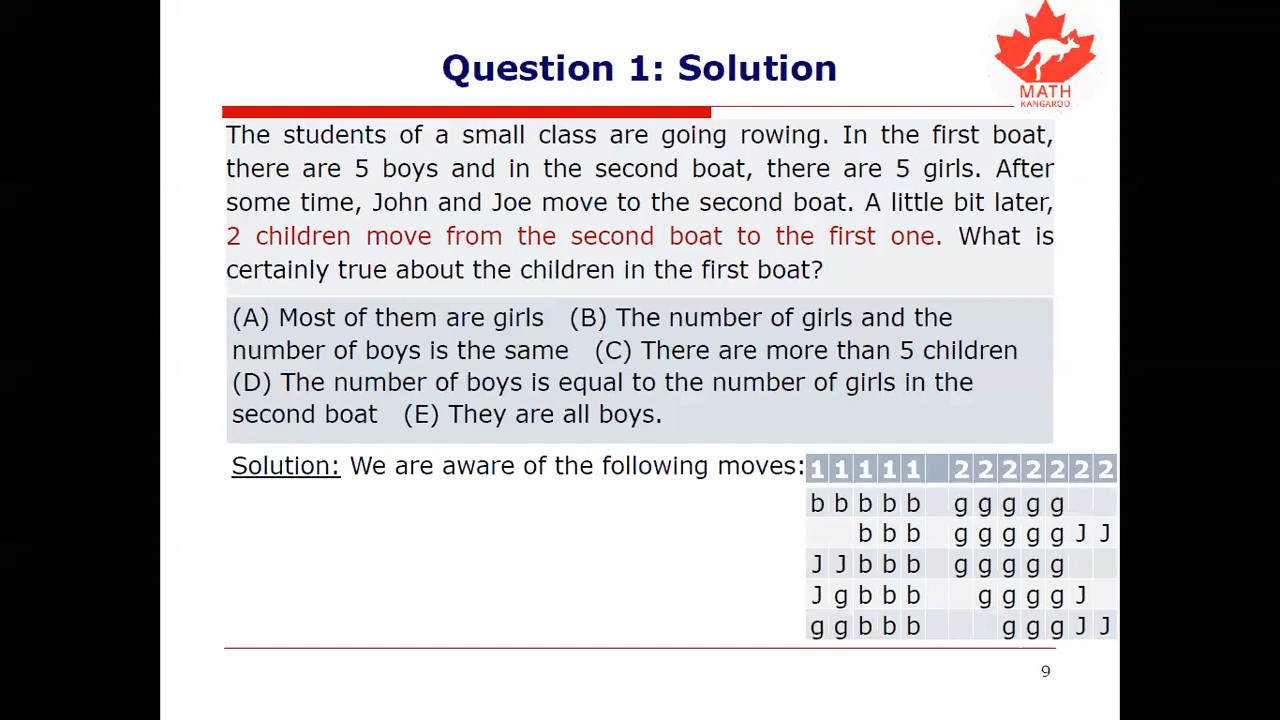 Question 1: Solution
MATH
KANGAROO
The students of a small class are going rowing. In the first boat,
there are 5 boys and in the second boat, there are 5 girls. After
some time, John and Joe move to the second boat. A little bit later,
2 children move from the second boat to the first one. What is
certainly true about the children in the first boat?
(A) Most of them are girls (B) The number of girls and the
number of boys is the same (C) There are more than 5 children
(D) The number of boys is equal to the number of girls in the
second boat (E) They are all boys.
Solution: We are aware of the following moves:
1 1 1 1 1 2 2 2 2 2 2 2
b b b b b g g g g g
b b b g g g g g J J
J J b b b g g g g g
J g b b b g g g g J
g g b b b g g g J J
9